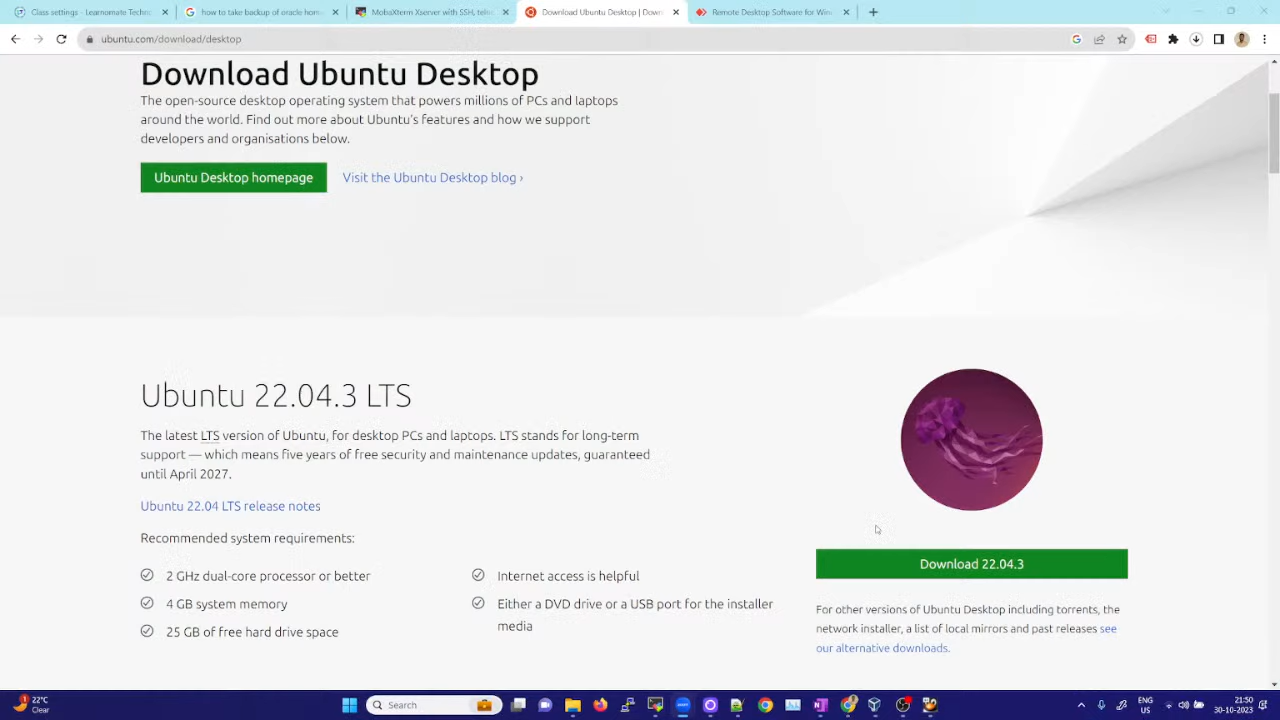 Class settings - Learnomate Techno
how to take backup of oracle hom
MobaXterm Xserver with SSH, teln
Download Ubuntu Desktop | Down
Remote Desktop Software for Win
ubuntu.com/download/desktop
Download Ubuntu Desktop
The open-source desktop operating system that powers millions of PCs and laptops
around the world. Find out more about Ubuntu's features and how we support
developers and organisations below.
Ubuntu Desktop homepage
Visit the Ubuntu Desktop blog ›
Ubuntu 22.04.3 LTS
The latest LTS version of Ubuntu, for desktop PCs and laptops. LTS stands for long-term
support — which means five years of free security and maintenance updates, guaranteed
until April 2027.
Ubuntu 22.04 LTS release notes
Recommended system requirements:
2 GHz dual-core processor or better
4 GB system memory
25 GB of free hard drive space
Internet access is helpful
Either a DVD drive or a USB port for the installer
media
Download 22.04.3
For other versions of Ubuntu Desktop including torrents, the
network installer, a list of local mirrors and past releases see
our alternative downloads.
1
22°C
Clear
Search
ENG
21:50
30-10-2023